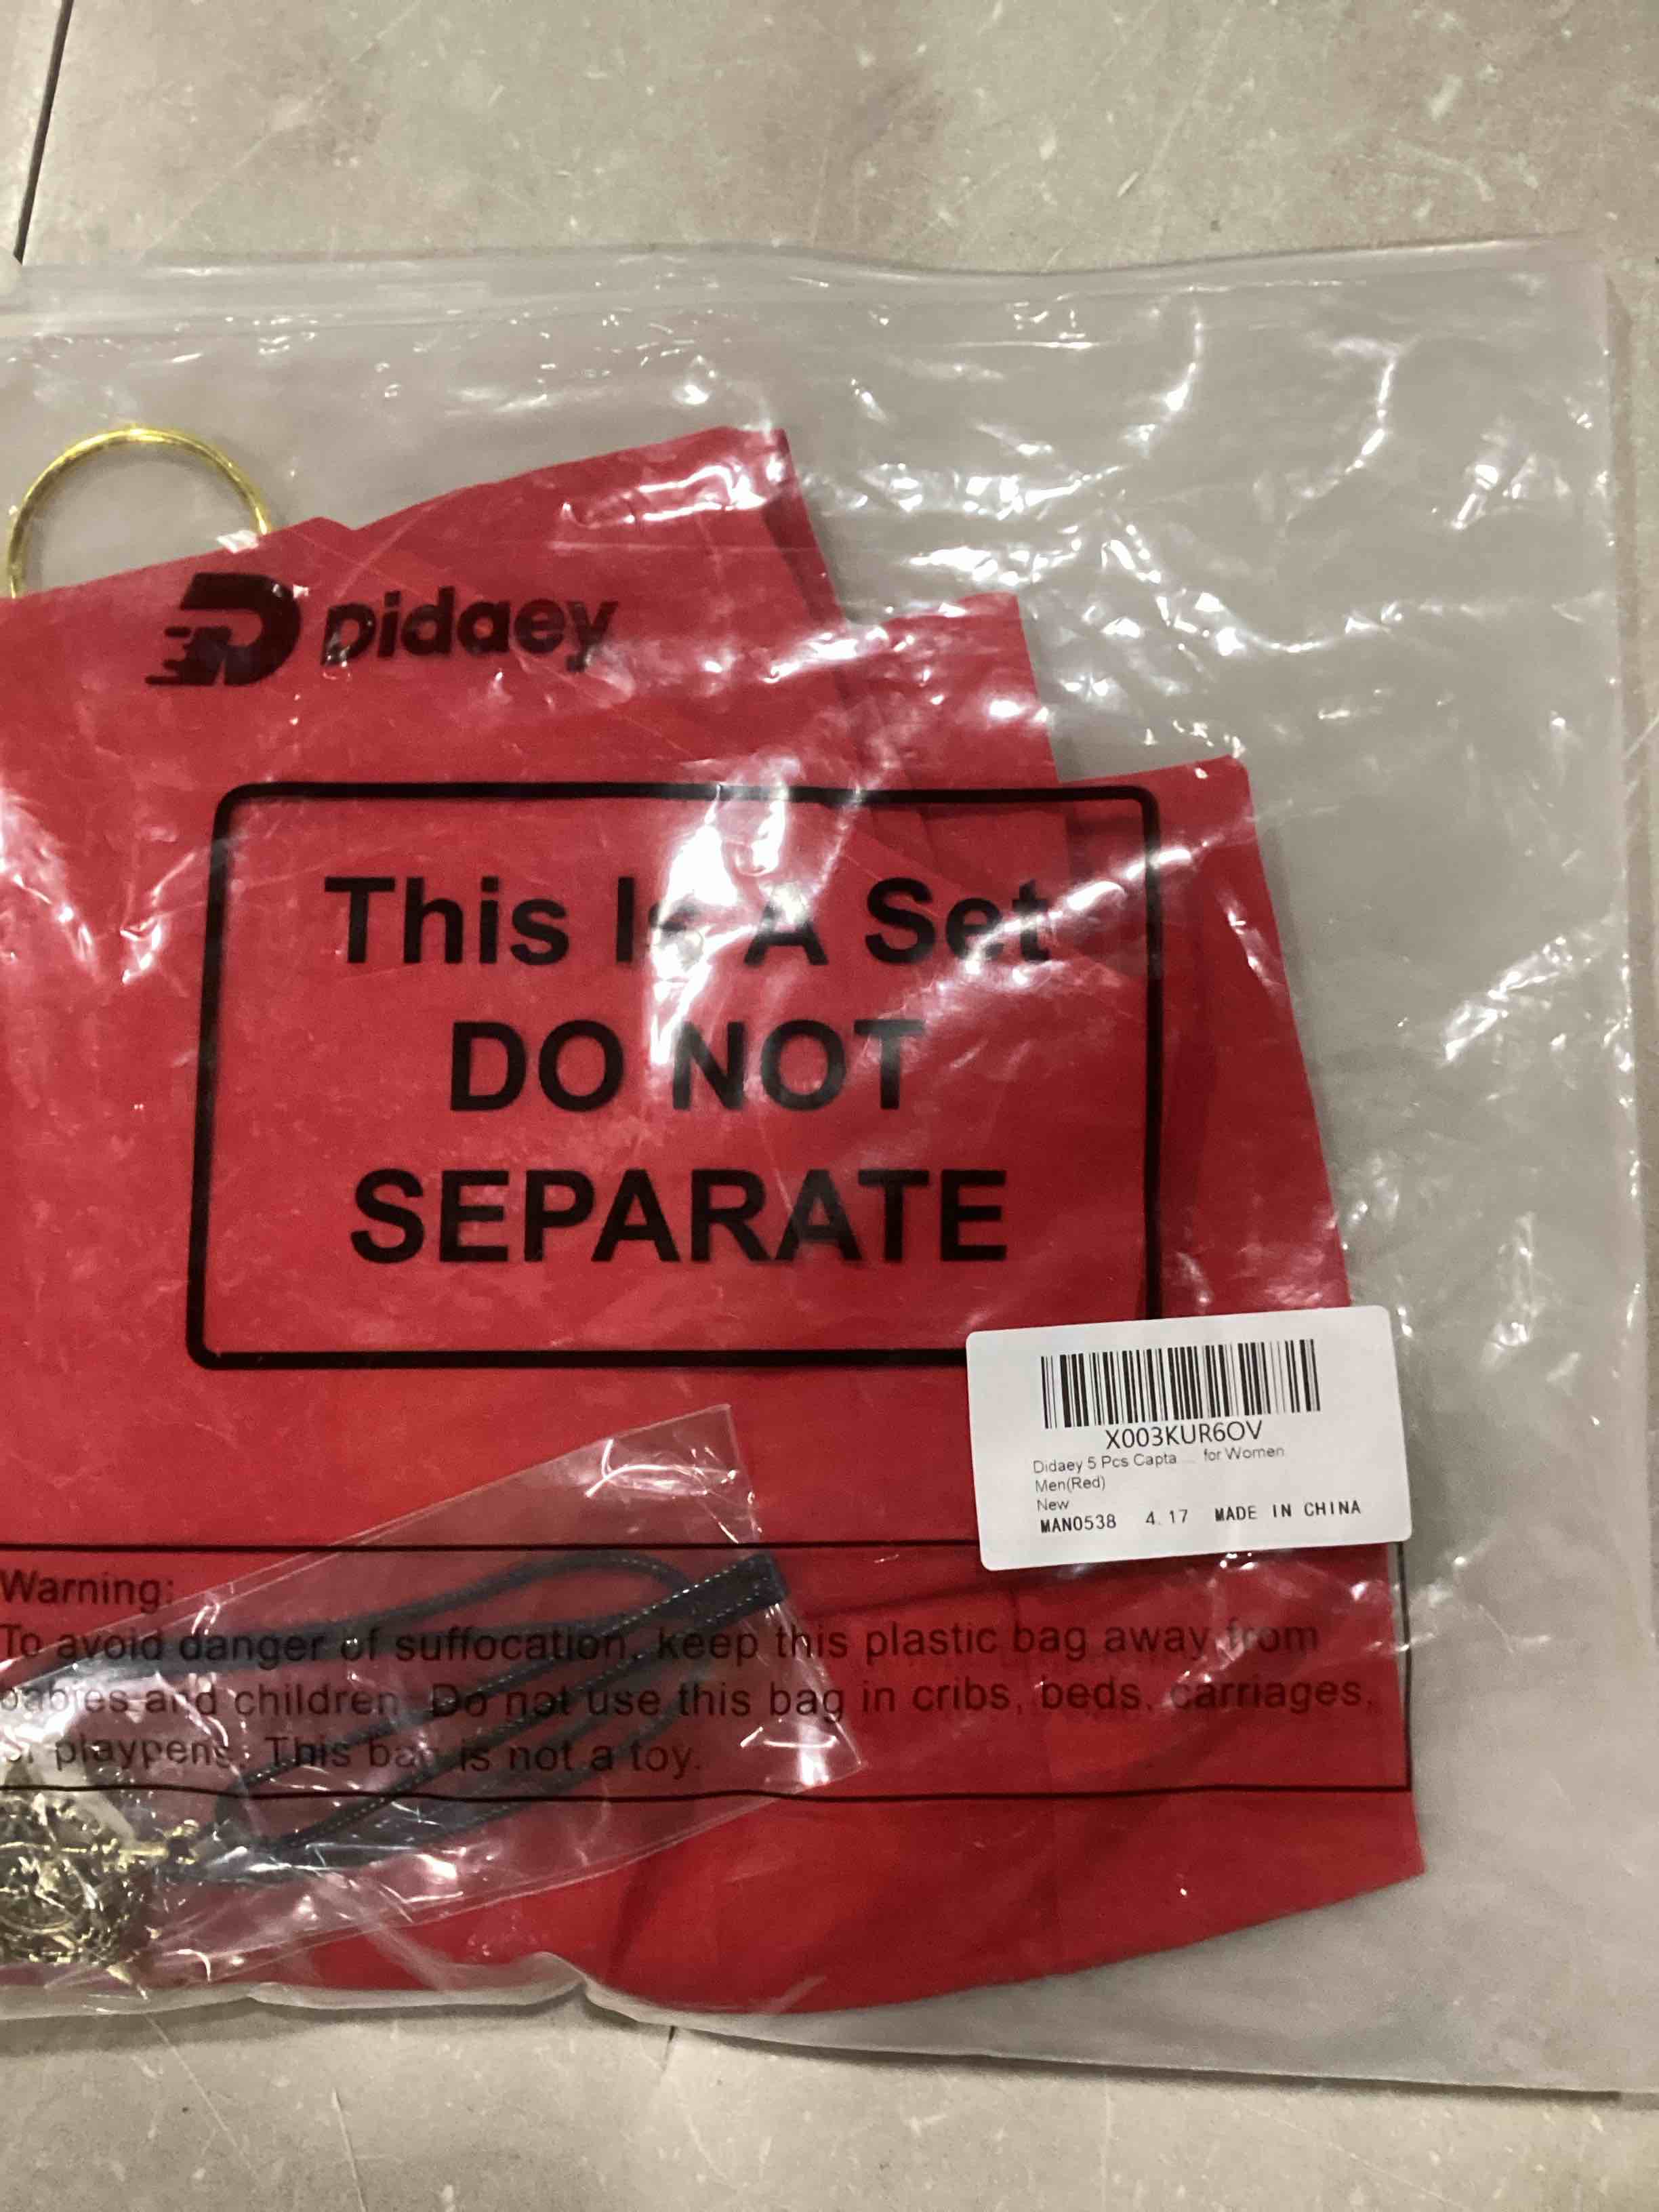 Didaey
This Is A Set
DO NOT
SEPARATE
X003KUR6OV
Didaey 5 Pcs Capta ... for Women
Men(Red)
New
MAN0538 4.17 MADE IN CHINA
Warning:
To avoid danger of suffocation, keep this plastic bag away from
babies and children. Do not use this bag in cribs, beds, carriages,
or playpens. This bag is not a toy.